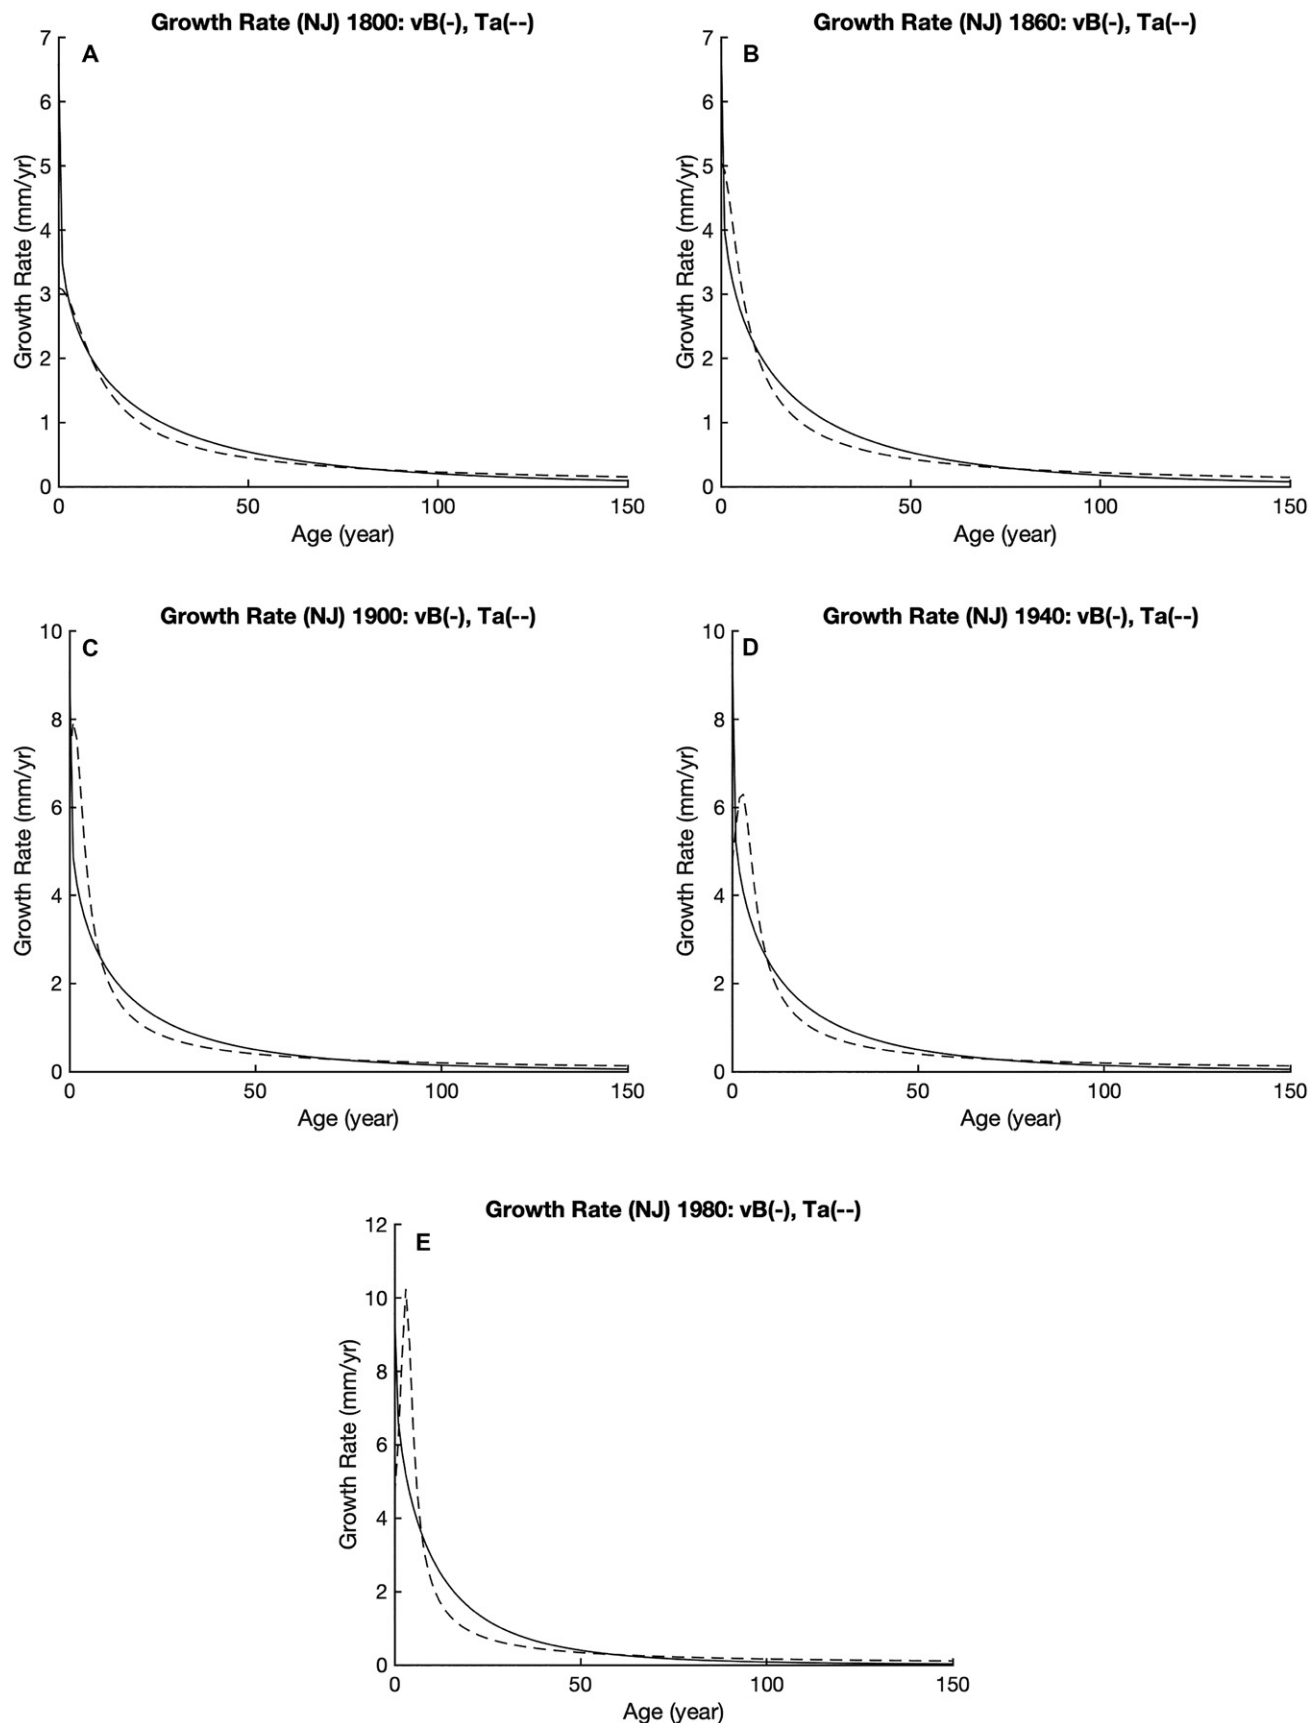 Growth Rate (NJ) 1800: vB(-), Ta(--)
A
7
6
5
4
3
2
1
0
Growth Rate (mm/yr)
0 50 100 150
Age (year)
Growth Rate (NJ) 1860: vB(-), Ta(--)
B
7
6
5
4
3
2
1
0
Growth Rate (mm/yr)
0 50 100 150
Age (year)
Growth Rate (NJ) 1900: vB(-), Ta(--)
C
10
8
6
4
2
0
Growth Rate (mm/yr)
0 50 100 150
Age (year)
Growth Rate (NJ) 1940: vB(-), Ta(--)
D
10
8
6
4
2
0
Growth Rate (mm/yr)
0 50 100 150
Age (year)
Growth Rate (NJ) 1980: vB(-), Ta(--)
E
12
10
8
6
4
2
0
Growth Rate (mm/yr)
0 50 100 150
Age (year)